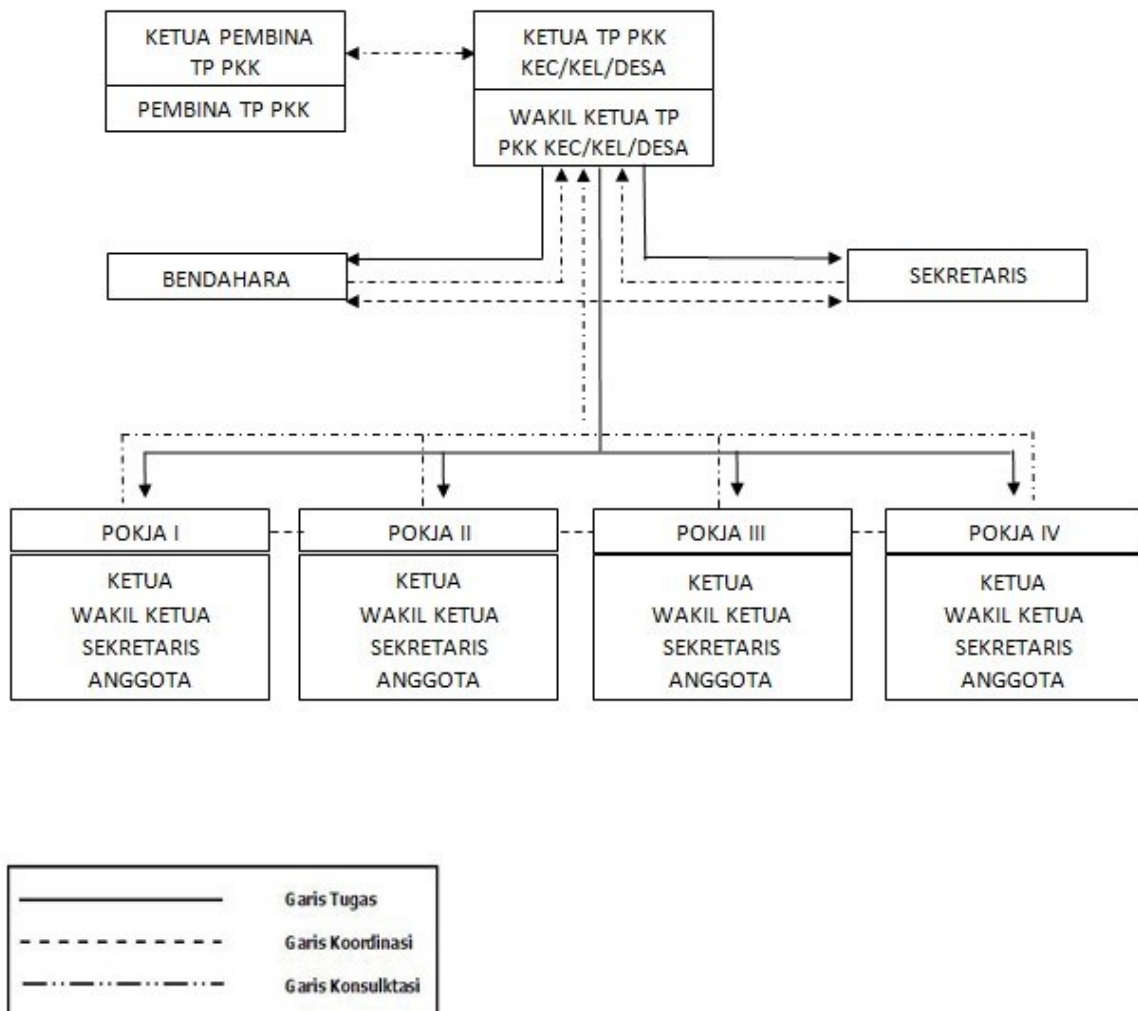 KETUA PEMBINA
TP PKK
PEMBINA TP PKK
KETUA TP PKK
KEC/KEL/DESA
WAKIL KETUA TP
PKK KEC/KEL/DESA
BENDAHARA
SEKRETARIS
POKJA I
KETUA
WAKIL KETUA
SEKRETARIS
ANGGOTA
POKJA II
KETUA
WAKIL KETUA
SEKRETARIS
ANGGOTA
POKJA III
KETUA
WAKIL KETUA
SEKRETARIS
ANGGOTA
POKJA IV
KETUA
WAKIL KETUA
SEKRETARIS
ANGGOTA
Garis Tugas
Garis Koordinasi
Garis Konsulktasi